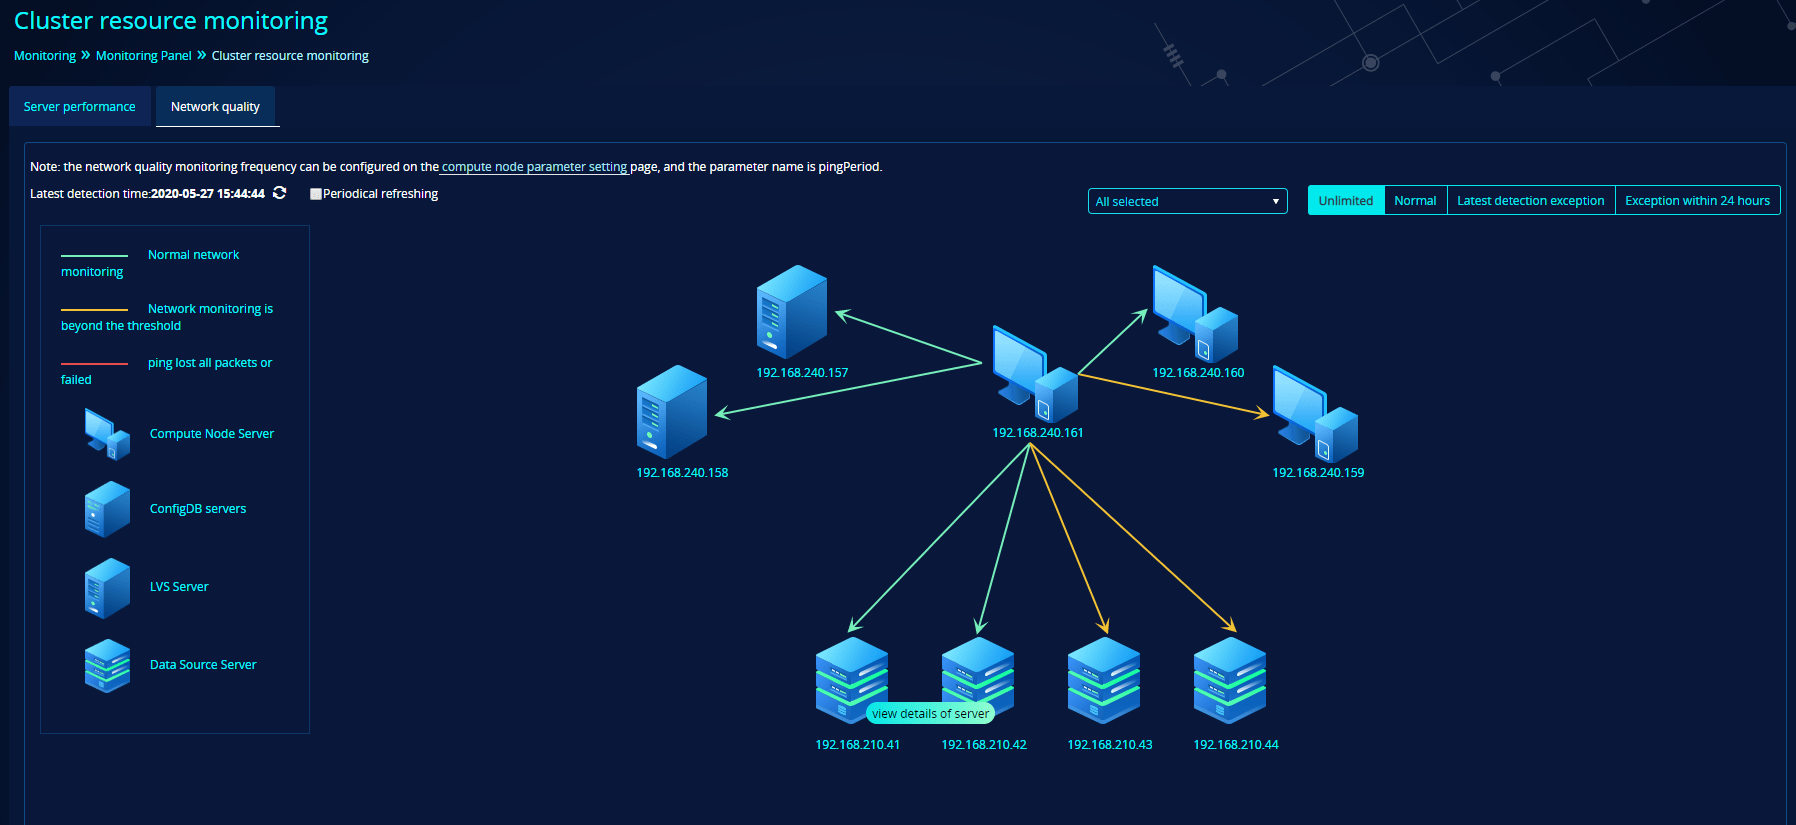 Cluster resource monitoring
Monitoring » Monitoring Panel » Cluster resource monitoring
Server performance
Network quality
Note: the network quality monitoring frequency can be configured on the compute node parameter setting page, and the parameter name is pingPeriod.
Latest detection time:2020-05-27 15:44:44
Periodical refreshing
All selected
Unlimited
Normal
Latest detection exception
Exception within 24 hours
Normal network
monitoring
Network monitoring is
beyond the threshold
ping lost all packets or
failed
Compute Node Server
ConfigDB servers
LVS Server
Data Source Server
192.168.240.157
192.168.240.160
192.168.240.161
192.168.240.158
192.168.240.159
view details of server
192.168.210.41
192.168.210.42
192.168.210.43
192.168.210.44